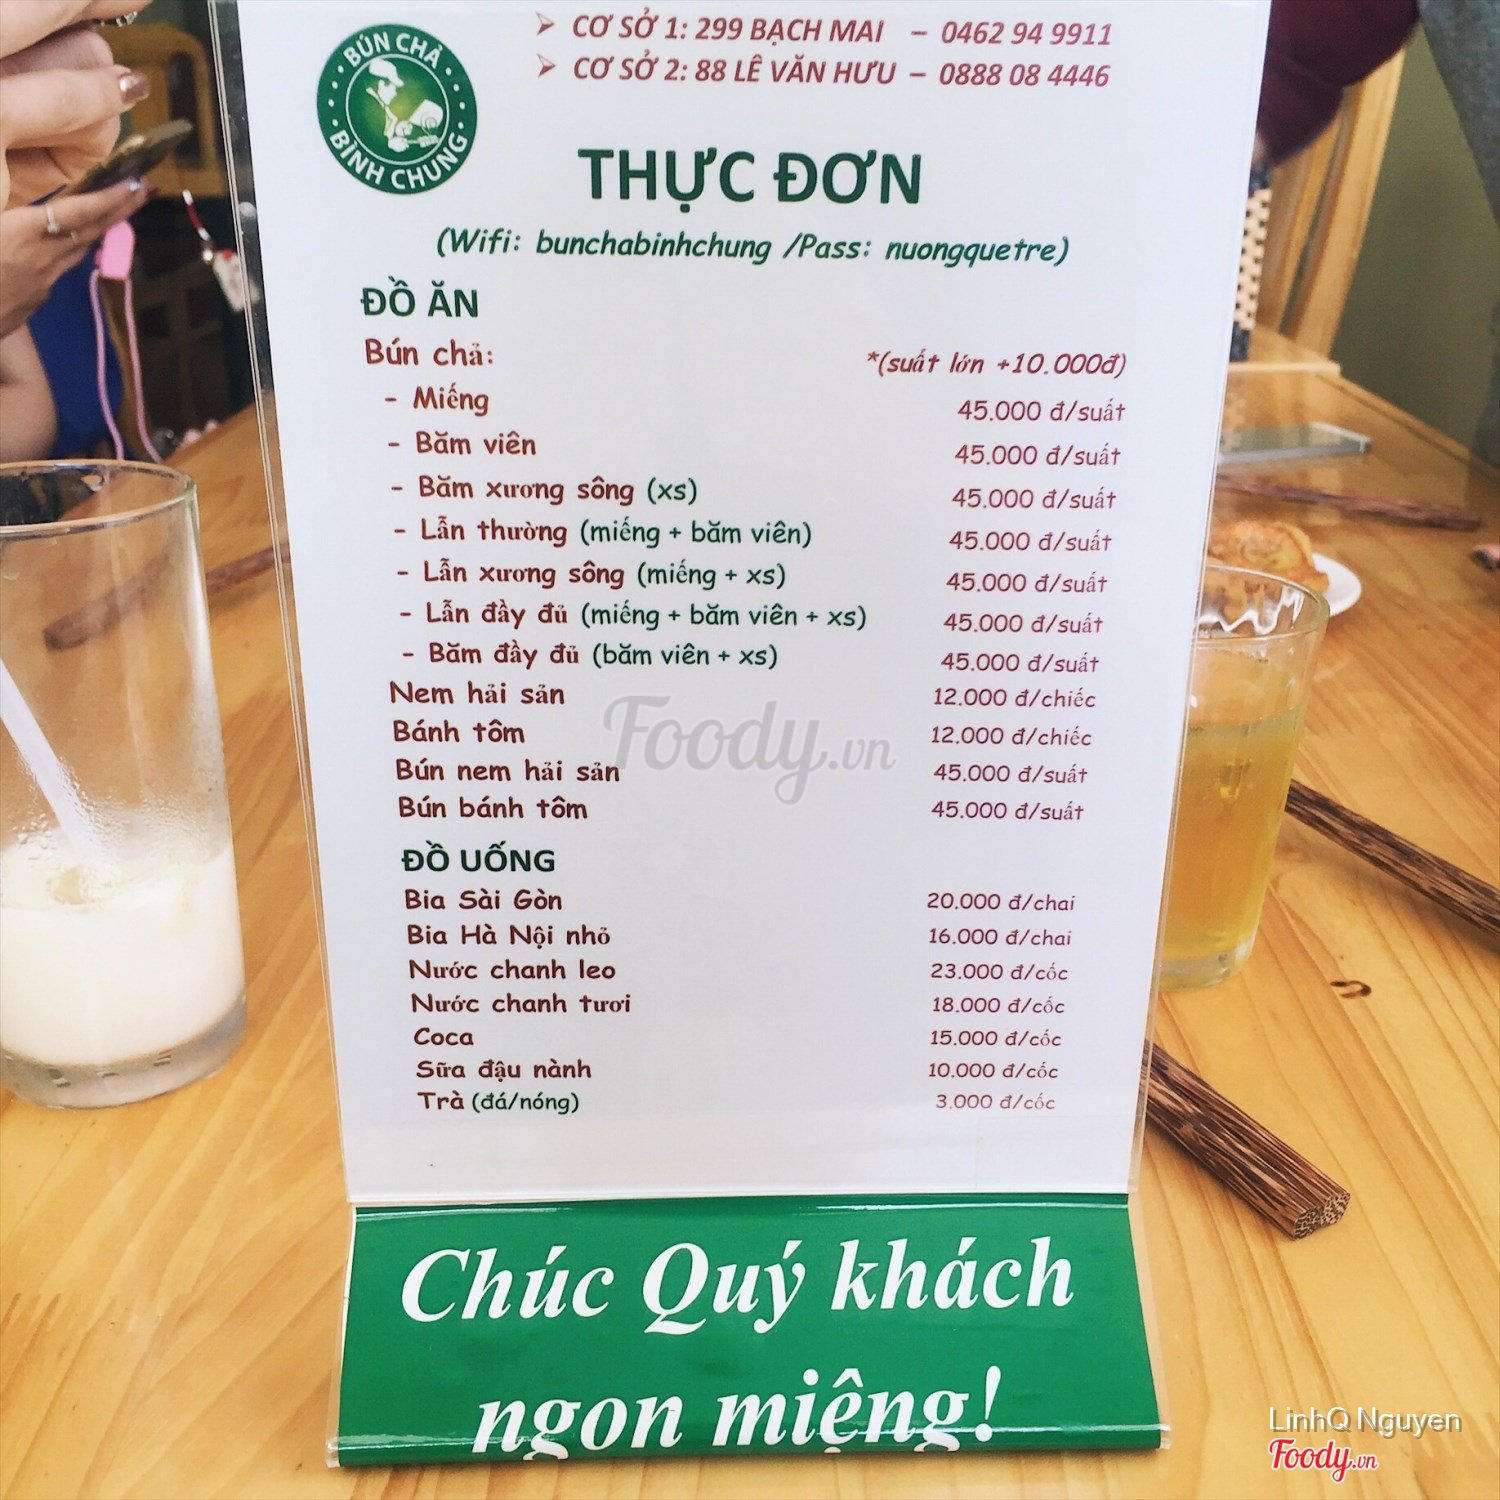 BÚN CHẢ
BÌNH CHUNG
➢ CƠ SỞ 1: 299 BẠCH MAI – 0462 94 9911
➢ CƠ SỞ 2: 88 LÊ VĂN HƯU – 0888 08 4446
THỰC ĐƠN
(Wifi: bunchabinhchung /Pass: nuongquetre)
ĐỒ ĂN
Bún chả: *(suất lớn +10.000đ)
- Miếng 45.000 đ/suất
- Băm viên 45.000 đ/suất
- Băm xương sông (xs) 45.000 đ/suất
- Lẫn thường (miếng + băm viên) 45.000 đ/suất
- Lẫn xương sông (miếng + xs) 45.000 đ/suất
- Lẫn đầy đủ (miếng + băm viên + xs) 45.000 đ/suất
- Băm đầy đủ (băm viên + xs) 45.000 đ/suất
Nem hải sản 12.000 đ/chiếc
Bánh tôm 12.000 đ/chiếc
Bún nem hải sản 45.000 đ/suất
Bún bánh tôm 45.000 đ/suất
Foody.vn
ĐỒ UỐNG
Bia Sài Gòn 20.000 đ/chai
Bia Hà Nội nhỏ 16.000 đ/chai
Nước chanh leo 23.000 đ/cốc
Nước chanh tươi 18.000 đ/cốc
Coca 15.000 đ/cốc
Sữa đậu nành 10.000 đ/cốc
Trà (đá/nóng) 3.000 đ/cốc
Chúc Quý khách
ngon miệng!
LinhQ Nguyen
Foody.vn